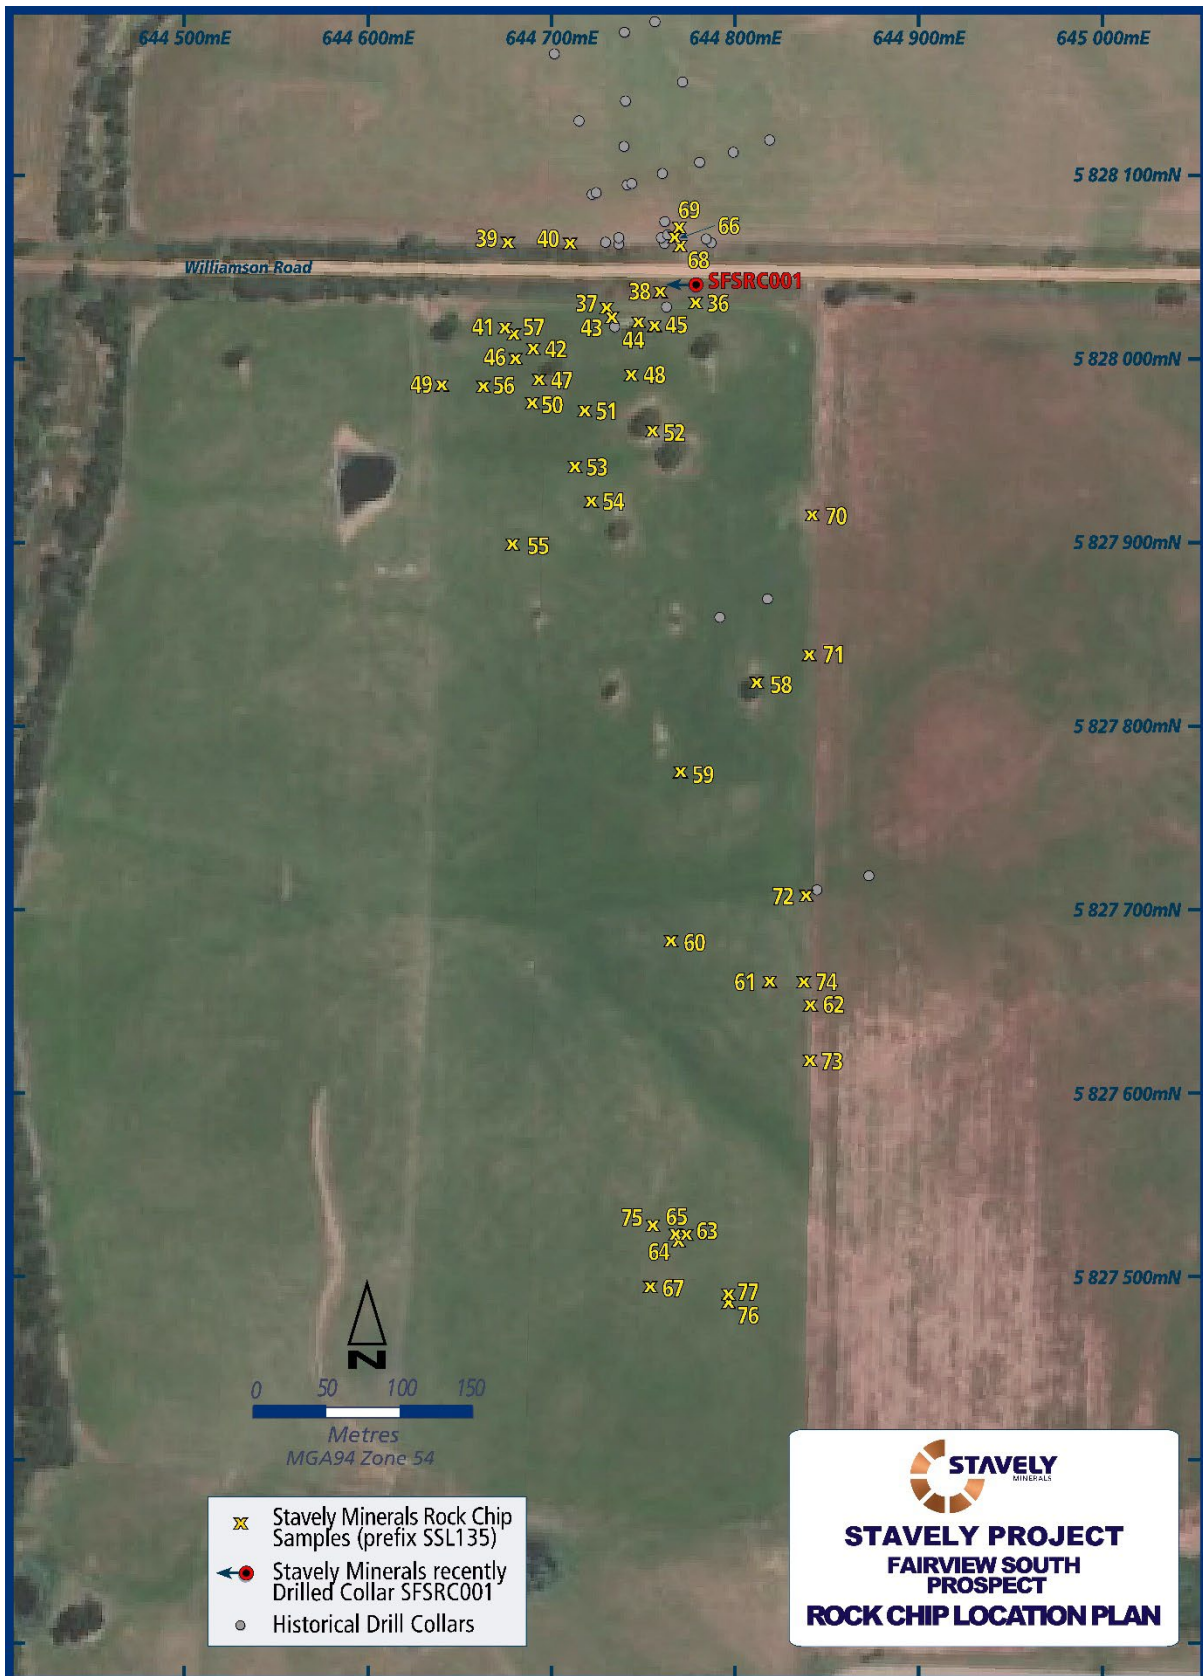 644 500mE
644 600mE
644 700mE
644 800mE
644 900mE
645 000mE
5 828 100mN
69
66
39
40
68
Williamson Road
SFSRC001
38
36
37
43
41
57
44
45
42
46
5 828 000mN
49
56
47
48
50
51
52
53
54
70
55
5 827 900mN
71
58
5 827 800mN
59
72
5 827 700mN
60
61
74
62
73
5 827 600mN
75
65
63
64
67
77
5 827 500mN
76
N
0 50 100 150
Metres
MGA94 Zone 54
x Stavely Minerals Rock Chip
Samples (prefix SSL135)
Stavely Minerals recently
Drilled Collar SFSRC001
Historical Drill Collars
STAVELY
MINERALS
STAVELY PROJECT
FAIRVIEW SOUTH
PROSPECT
ROCK CHIP LOCATION PLAN